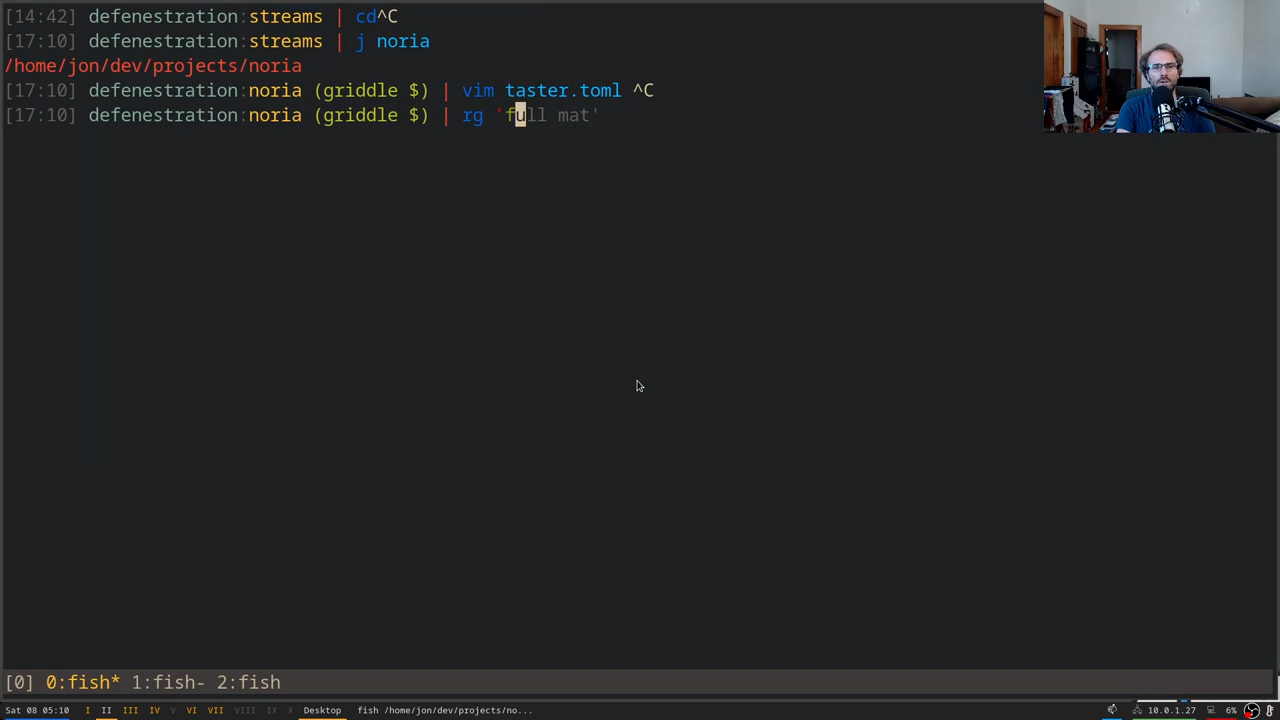 [14:42] defenestration:streams | cd^C
[17:10] defenestration:streams | j noria
/home/jon/dev/projects/noria
[17:10] defenestration:noria (griddle $) | vim taster.toml ^C
[17:10] defenestration:noria (griddle $) | rg 'full mat'
[0] 0:fish* 1:fish- 2:fish
Sat 08 05:10 I II III IV V VI VII VIII IX X Desktop fish /home/jon/dev/projects/no... 10.0.1.27 6%